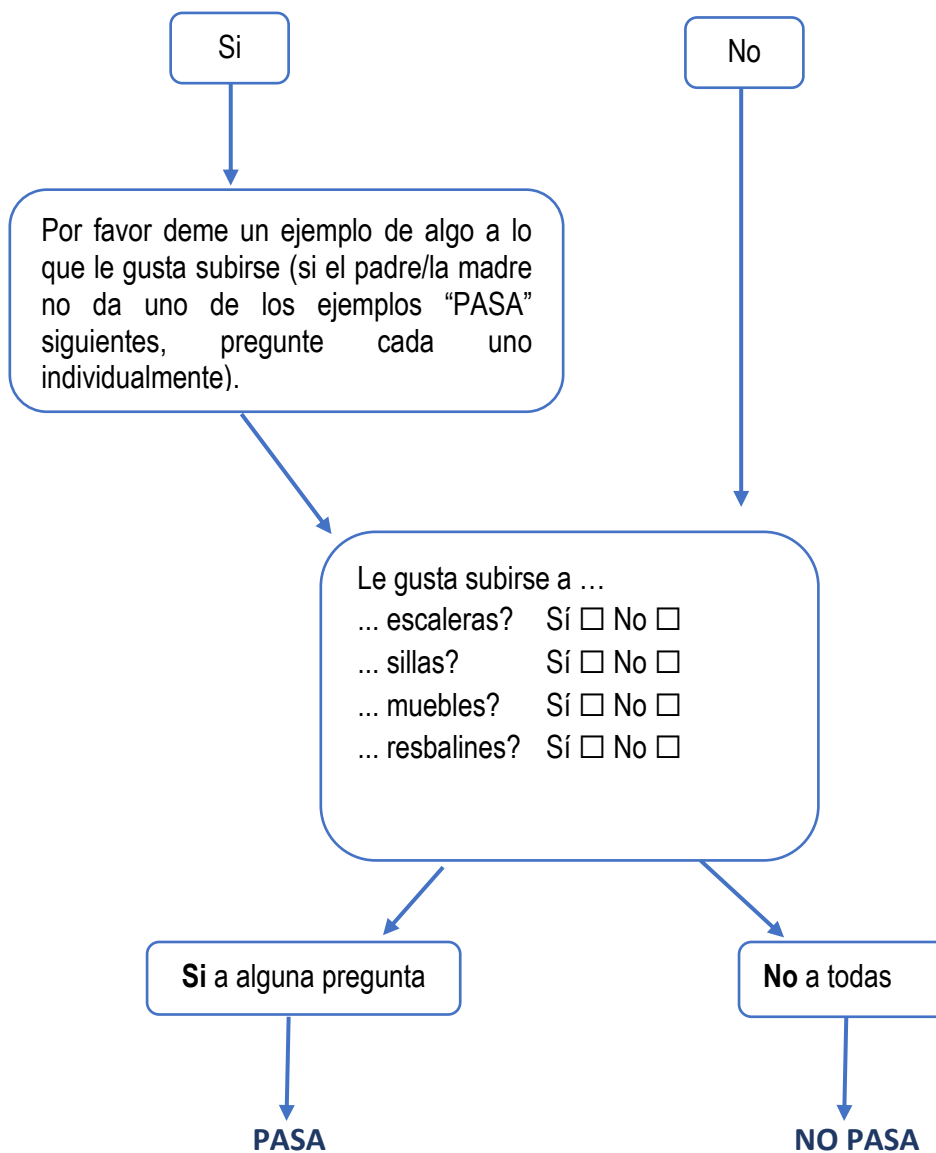 Si
No
Por favor deme un ejemplo de algo a lo
que le gusta subirse (si el padre/la madre
no da uno de los ejemplos “PASA”
siguientes, pregunte cada uno
individualmente).
Le gusta subirse a …
... escaleras? Sí ☐ No ☐
... sillas? Sí ☐ No ☐
... muebles? Sí ☐ No ☐
... resbalines? Sí ☐ No ☐
Si a alguna pregunta
No a todas
PASA
NO PASA